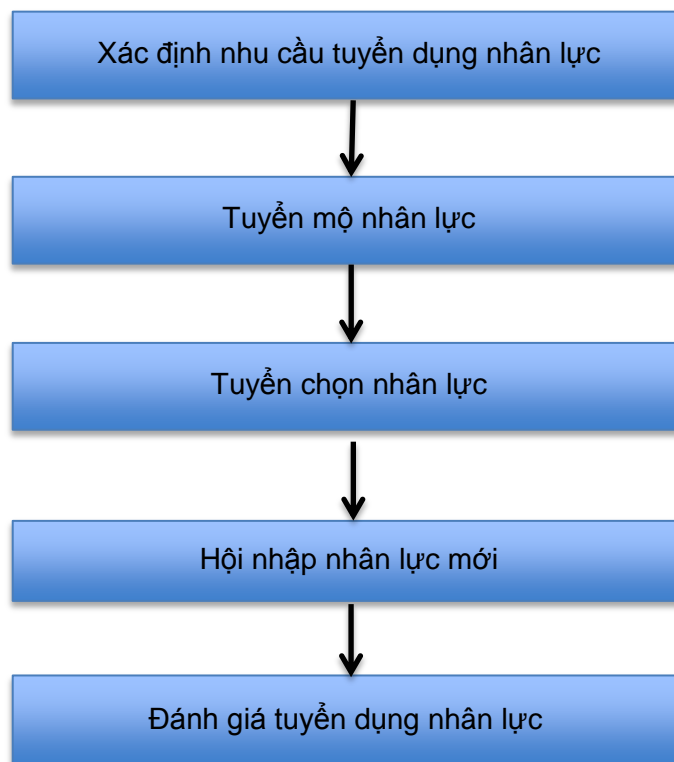 Xác định nhu cầu tuyển dụng nhân lực
Tuyển mộ nhân lực
Tuyển chọn nhân lực
Hội nhập nhân lực mới
Đánh giá tuyển dụng nhân lực